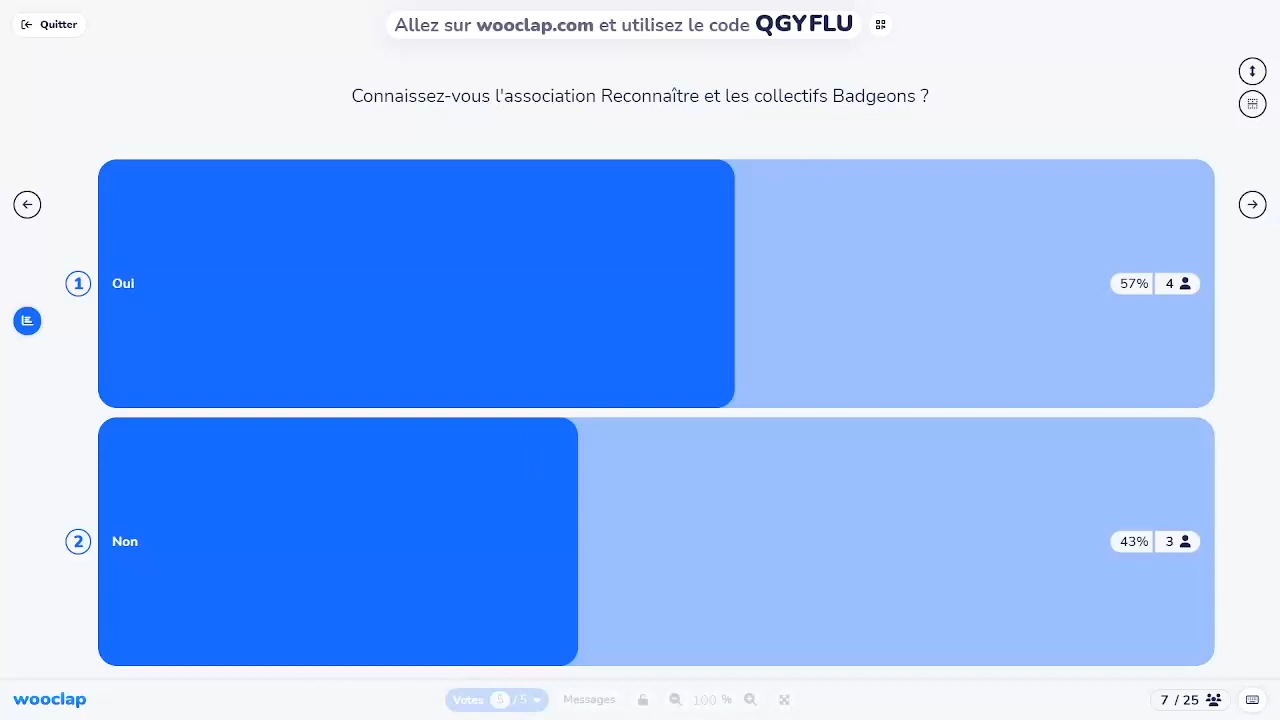 Quitter
Allez sur wooclap.com et utilisez le code QGYFLU
Connaissez-vous l'association Reconnaître et les collectifs Badgeons ?
1 Oui 57% 4
2 Non 43% 3
wooclap Votes 5 / 5 Messages 100 % 7 / 25